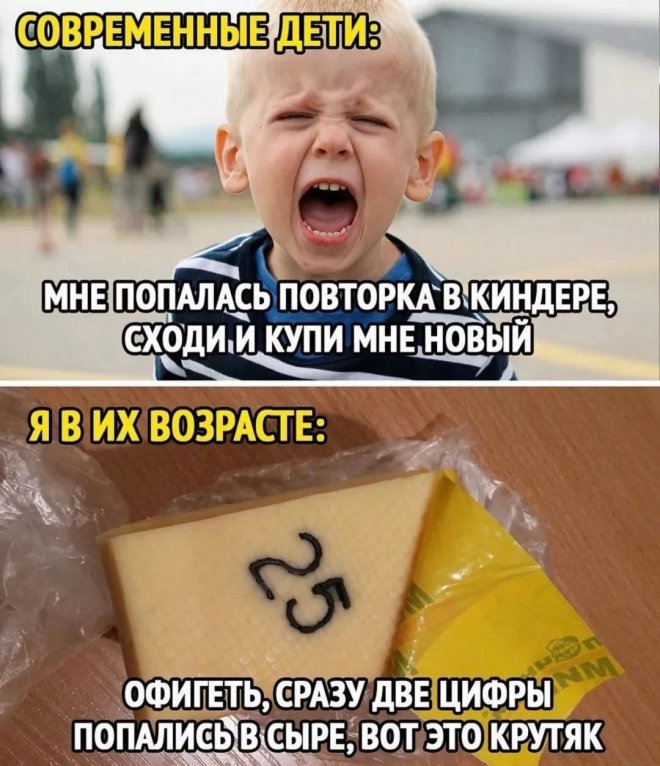 СОВРЕМЕННЫЕ ДЕТИ:
МНЕ ПОПАЛАСЬ ПОВТОРКА В КИНДЕРЕ,
СХОДИ И КУПИ МНЕ НОВЫЙ
Я В ИХ ВОЗРАСТЕ:
25
ОФИГЕТЬ, СРАЗУ ДВЕ ЦИФРЫ
ПОПАЛИСЬ В СЫРЕ, ВОТ ЭТО КРУТЯК